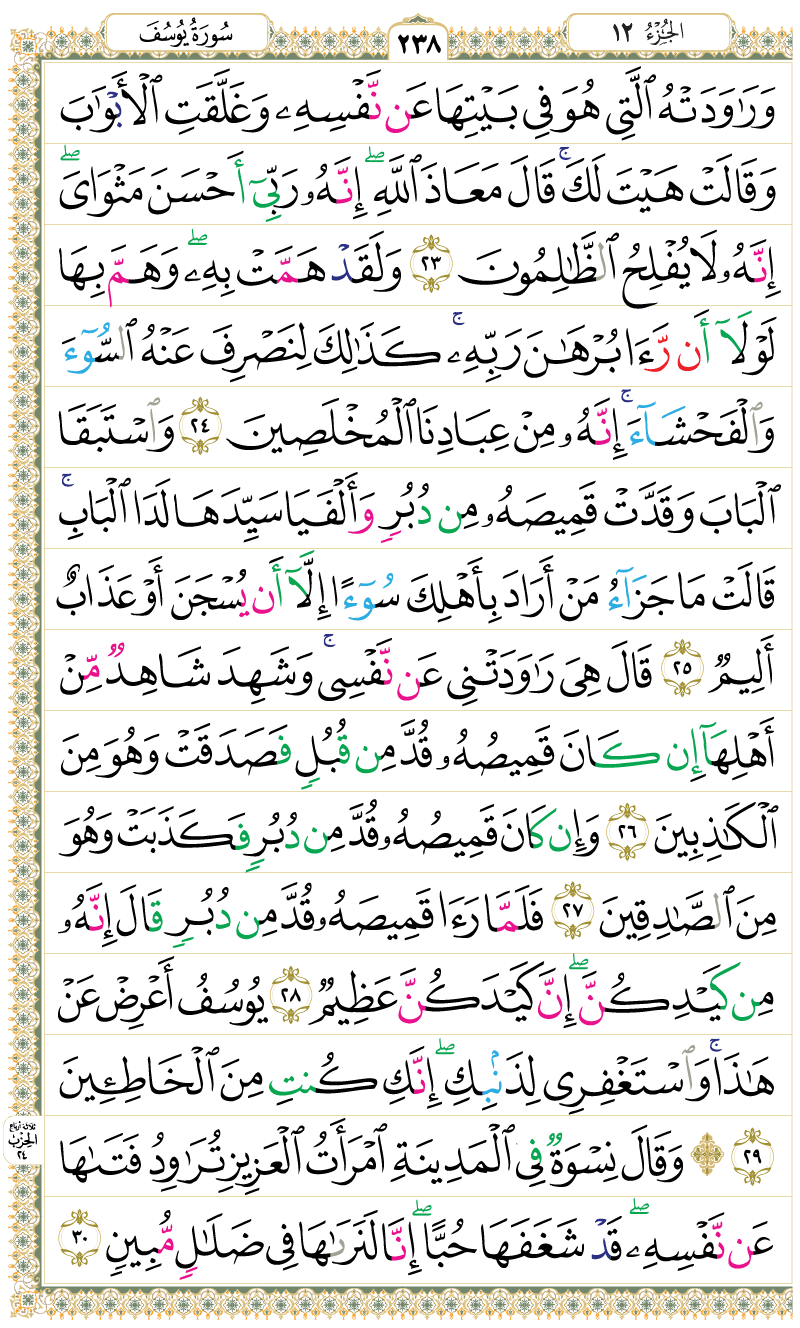 سُورَةُ يُوسُفَ ٢٣٨ الجُزْءُ ١٢
وَرَٰوَدَتْهُ ٱلَّتِى هُوَ فِى بَيْتِهَا عَن نَّفْسِهِۦ وَغَلَّقَتِ ٱلْأَبْوَٰبَ
وَقَالَتْ هَيْتَ لَكَ ۚ قَالَ مَعَاذَ ٱللَّهِ ۖ إِنَّهُۥ رَبِّىٓ أَحْسَنَ مَثْوَاىَ ۖ
إِنَّهُۥ لَا يُفْلِحُ ٱلظَّٰلِمُونَ ٢٣ وَلَقَدْ هَمَّتْ بِهِۦ ۖ وَهَمَّ بِهَا
لَوْلَآ أَن رَّءَا بُرْهَٰنَ رَبِّهِۦ ۚ كَذَٰلِكَ لِنَصْرِفَ عَنْهُ ٱلسُّوٓءَ
وَٱلْفَحْشَآءَ ۚ إِنَّهُۥ مِنْ عِبَادِنَا ٱلْمُخْلَصِينَ ٢٤ وَٱسْتَبَقَا
ٱلْبَابَ وَقَدَّتْ قَمِيصَهُۥ مِن دُبُرٍ وَأَلْفَيَا سَيِّدَهَا لَدَا ٱلْبَابِ ۚ
قَالَتْ مَا جَزَآءُ مَنْ أَرَادَ بِأَهْلِكَ سُوٓءًا إِلَّآ أَن يُسْجَنَ أَوْ عَذَابٌ
أَلِيمٌ ٢٥ قَالَ هِىَ رَٰوَدَتْنِى عَن نَّفْسِى ۚ وَشَهِدَ شَاهِدٌ مِّنْ
أَهْلِهَآ إِن كَانَ قَمِيصُهُۥ قُدَّ مِن قُبُلٍ فَصَدَقَتْ وَهُوَ مِنَ
ٱلْكَٰذِبِينَ ٢٦ وَإِن كَانَ قَمِيصُهُۥ قُدَّ مِن دُبُرٍ فَكَذَبَتْ وَهُوَ
مِنَ ٱلصَّٰدِقِينَ ٢٧ فَلَمَّا رَءَا قَمِيصَهُۥ قُدَّ مِن دُبُرٍ قَالَ إِنَّهُۥ
مِن كَيْدِكُنَّ ۖ إِنَّ كَيْدَكُنَّ عَظِيمٌ ٢٨ يُوسُفُ أَعْرِضْ عَنْ
هَٰذَا ۚ وَٱسْتَغْفِرِى لِذَنۢبِكِ ۖ إِنَّكِ كُنتِ مِنَ ٱلْخَاطِـِٔينَ
٢٩ ۞ وَقَالَ نِسْوَةٌ فِى ٱلْمَدِينَةِ ٱمْرَأَتُ ٱلْعَزِيزِ تُرَٰوِدُ فَتَىٰهَا
عَن نَّفْسِهِۦ ۖ قَدْ شَغَفَهَا حُبًّا ۖ إِنَّا لَنَرَىٰهَا فِى ضَلَٰلٍ مُّبِينٍ ٣٠
ثلاثة أرباع
الحِزْب
٢٤